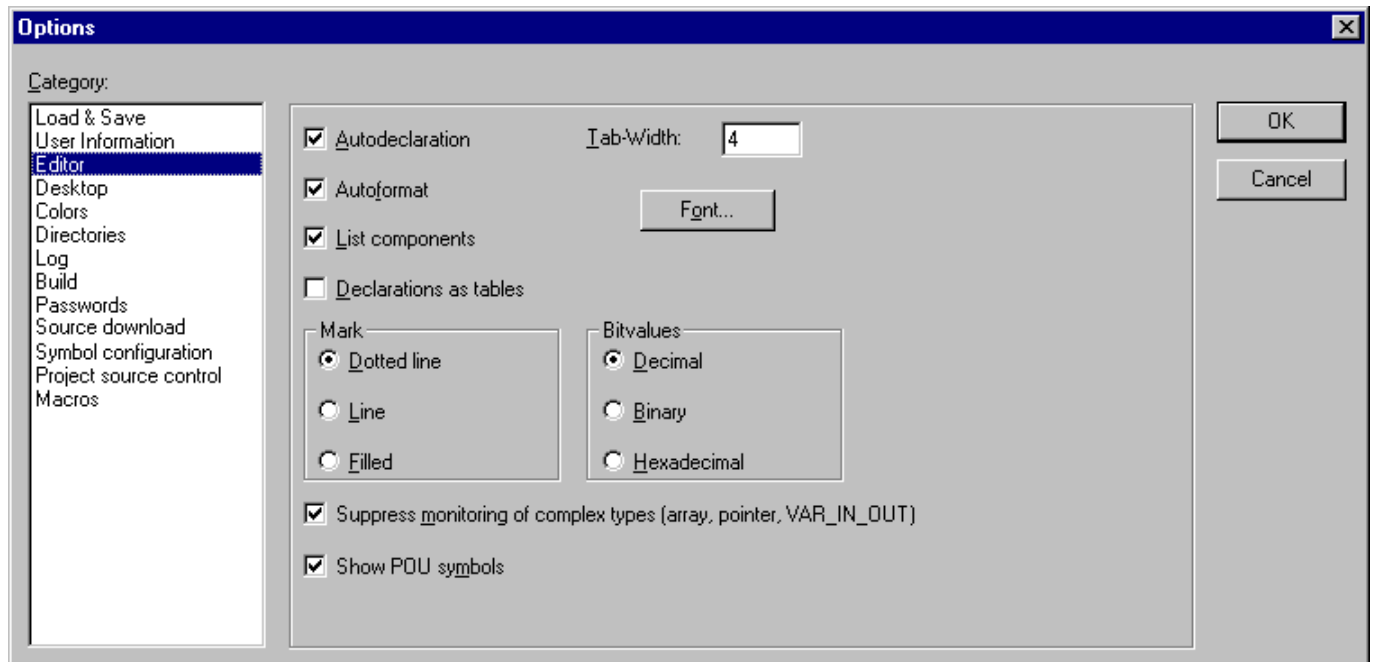 Options
Category:
Load & Save
User Information
Editor
Desktop
Colors
Directories
Log
Build
Passwords
Source download
Symbol configuration
Project source control
Macros
Autodeclaration
Tab-Width: 4
Autoformat
Font...
List components
Declarations as tables
Mark
Dotted line
Line
Filled
Bitvalues
Decimal
Binary
Hexadecimal
Suppress monitoring of complex types (array, pointer, VAR_IN_OUT)
Show POU symbols
OK
Cancel